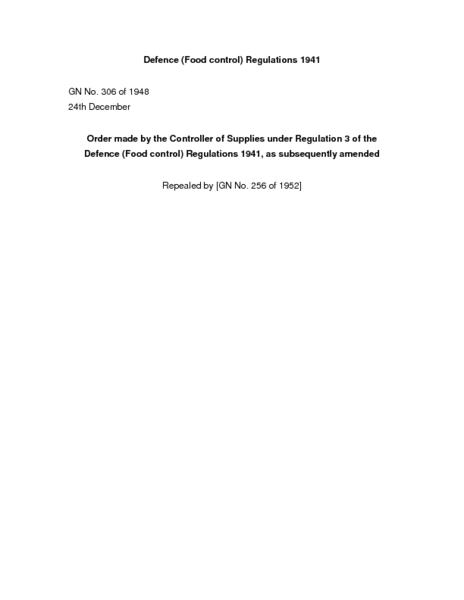 Defence (Food control) Regulations 1941
GN No. 306 of 1948
24th December
Order made by the Controller of Supplies under Regulation 3 of the
Defence (Food control) Regulations 1941, as subsequently amended
Repealed by [GN No. 256 of 1952]